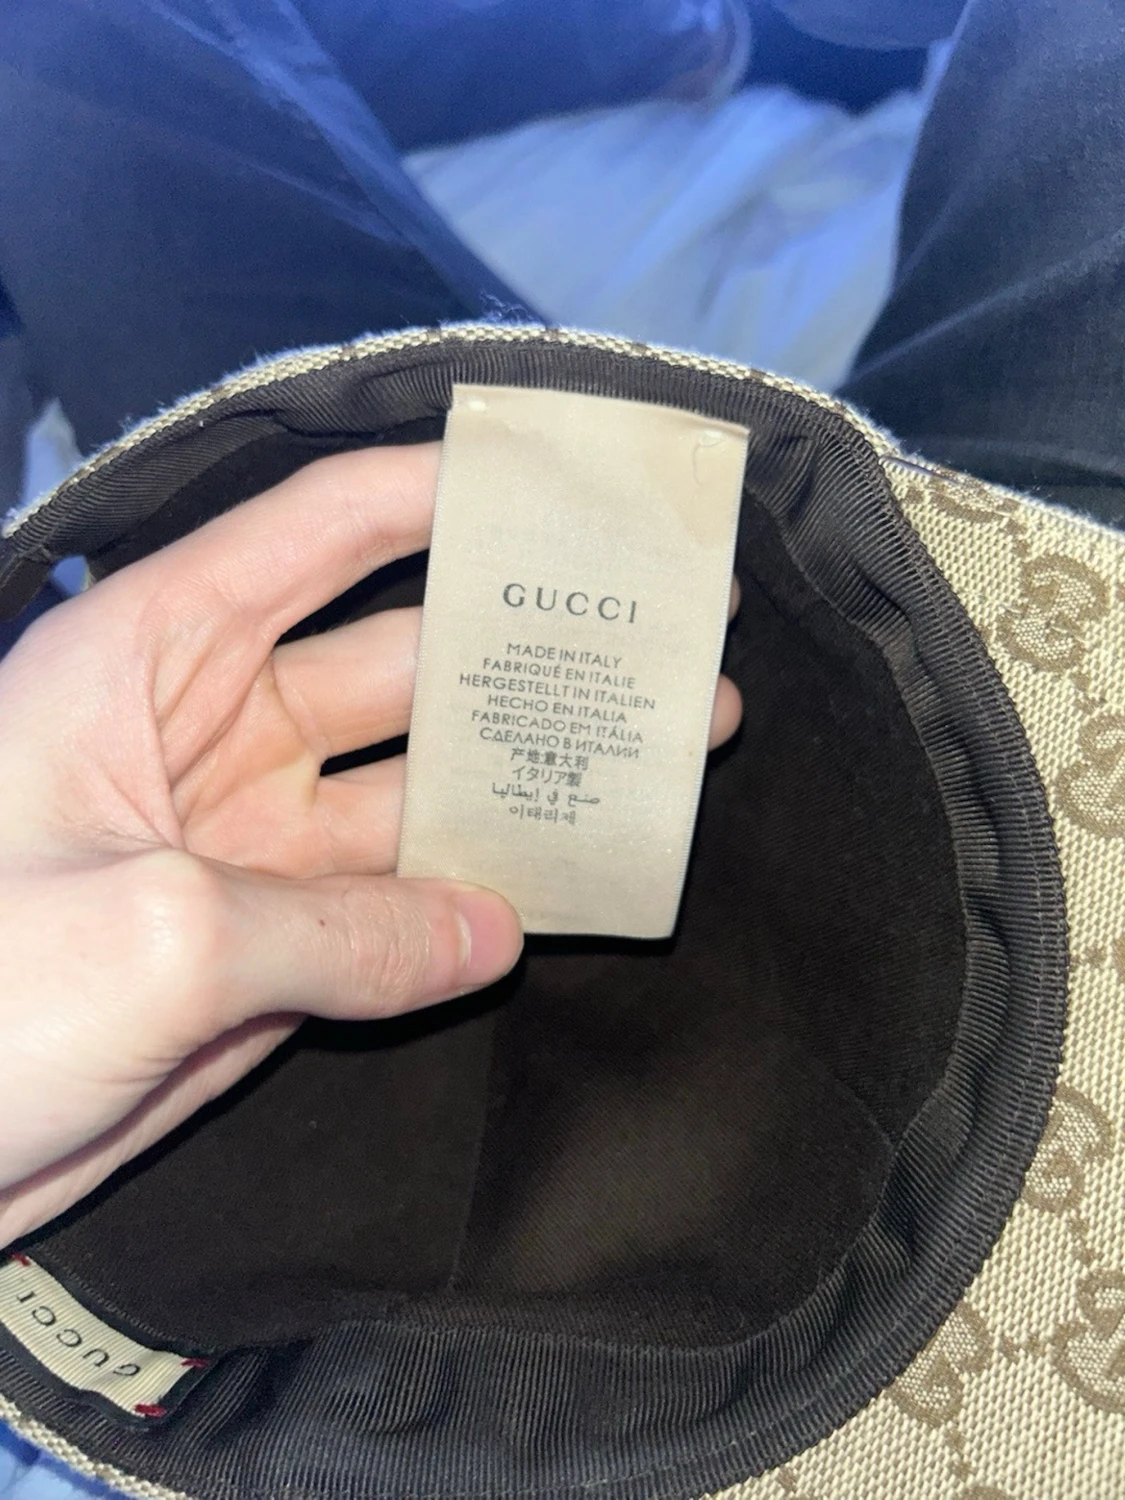 GUCCI
MADE IN ITALY
FABRIQUÉ EN ITALIE
HERGESTELLT IN ITALIEN
HECHO EN ITALIA
FABRICADO EM ITÁLIA
СДЕЛАНО В ИТАЛИИ
产地意大利
イタリア製
صنع في إيطاليا
이태리제
GUCCI